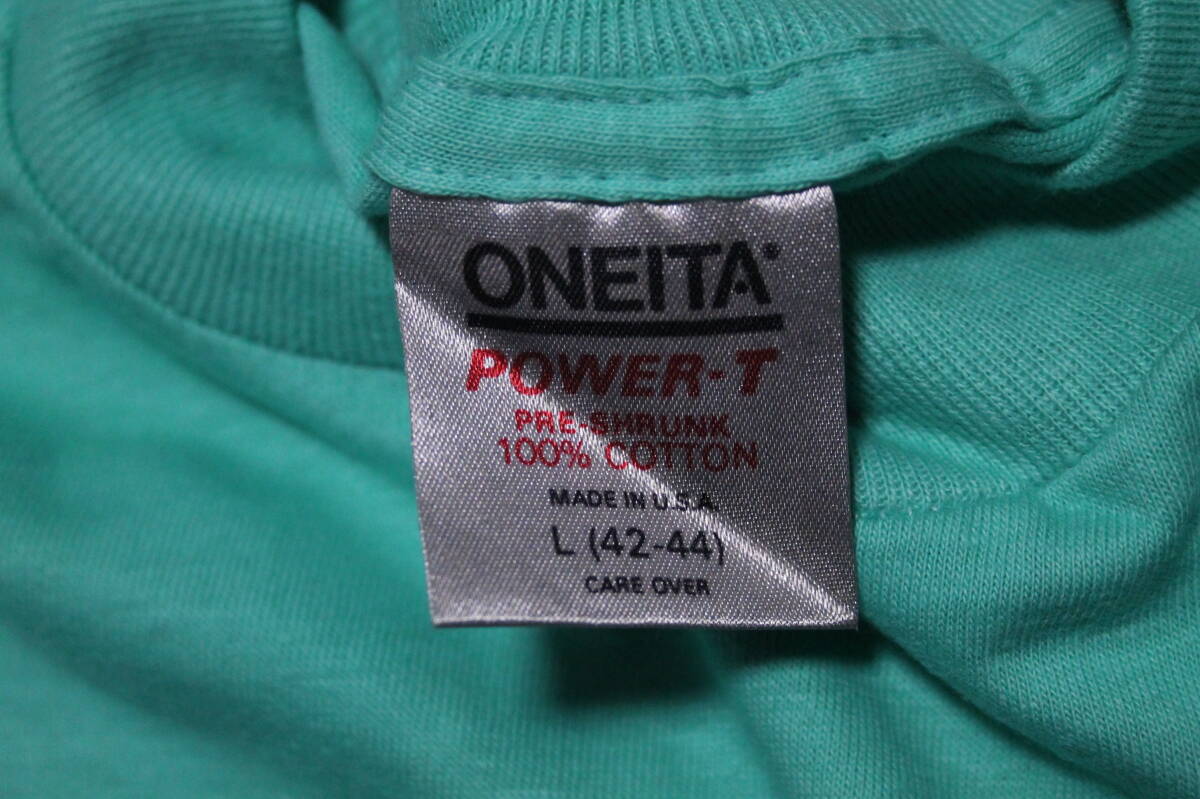 ONEITA®
POWER-T
PRE-SHRUNK
100% COTTON
MADE IN U.S.A.
L (42-44)
CARE OVER